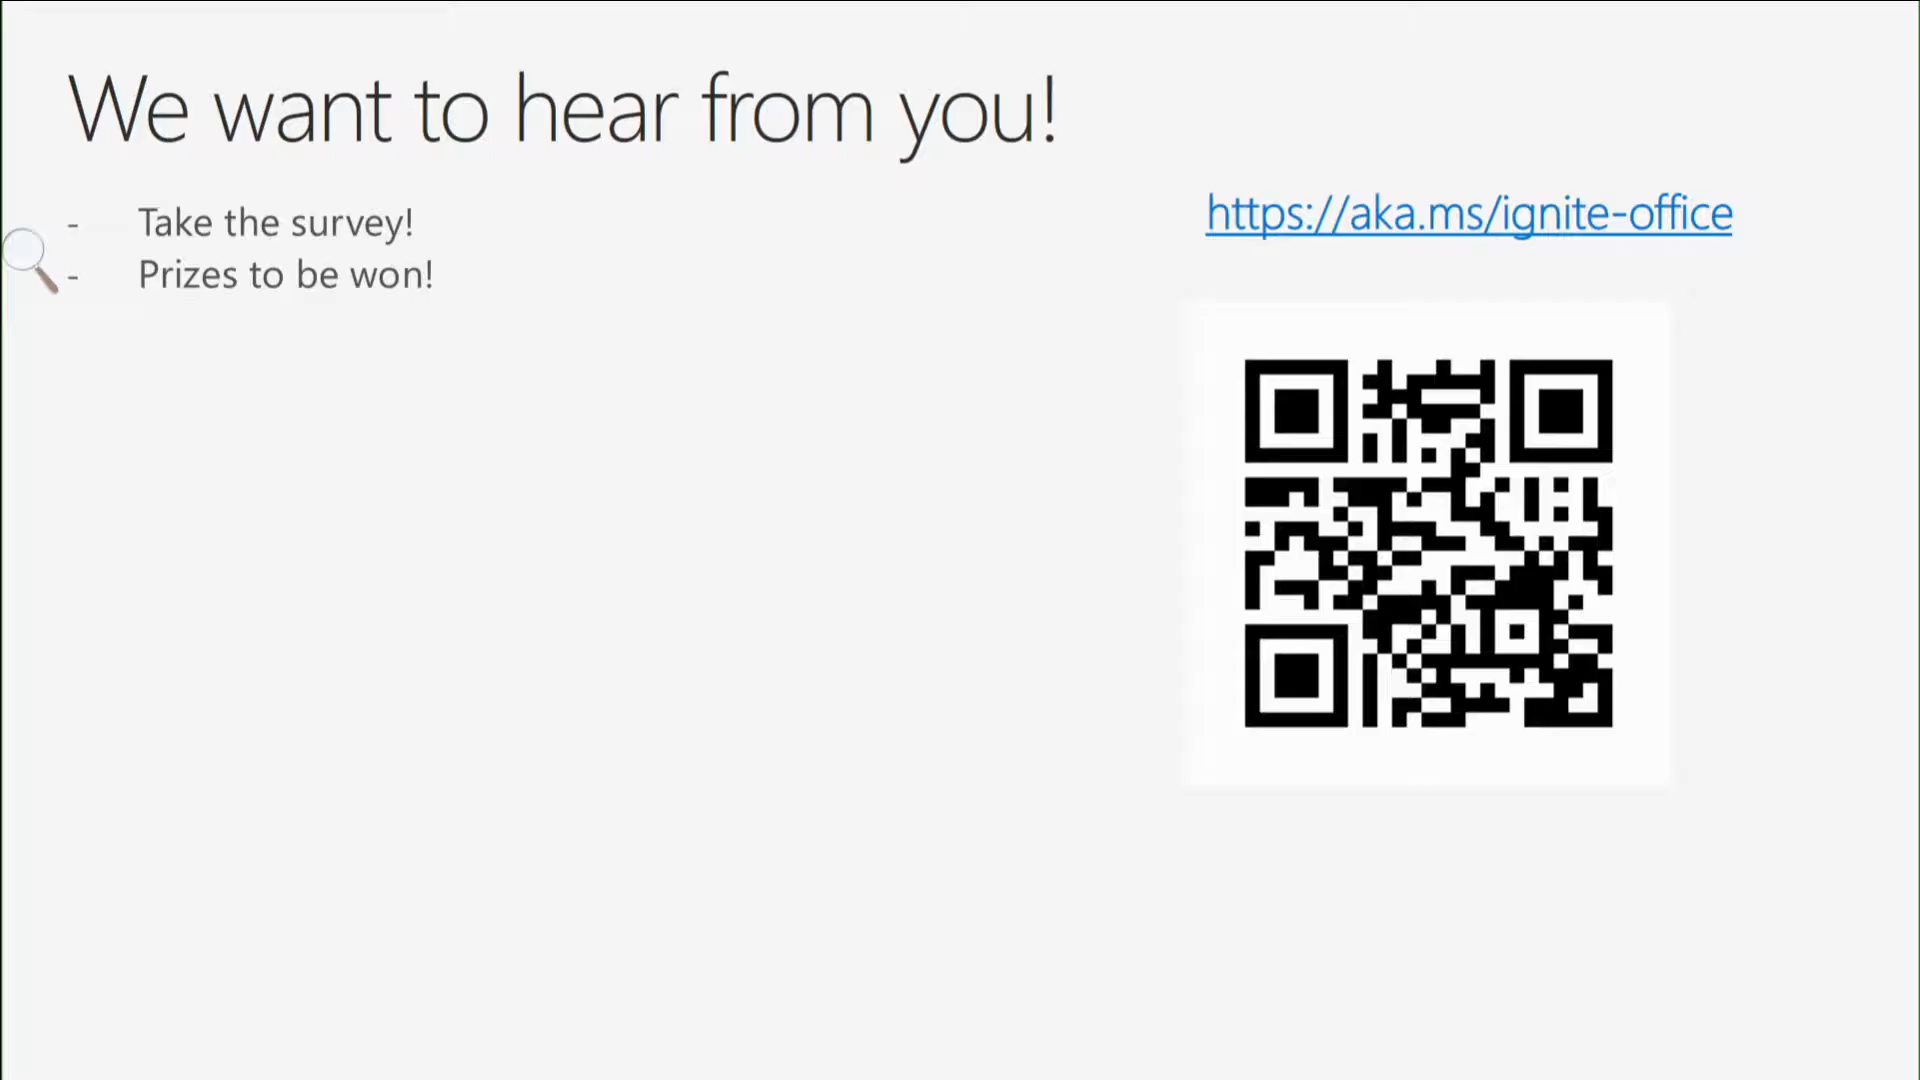 We want to hear from you!
- Take the survey!
- Prizes to be won!
https://aka.ms/ignite-office